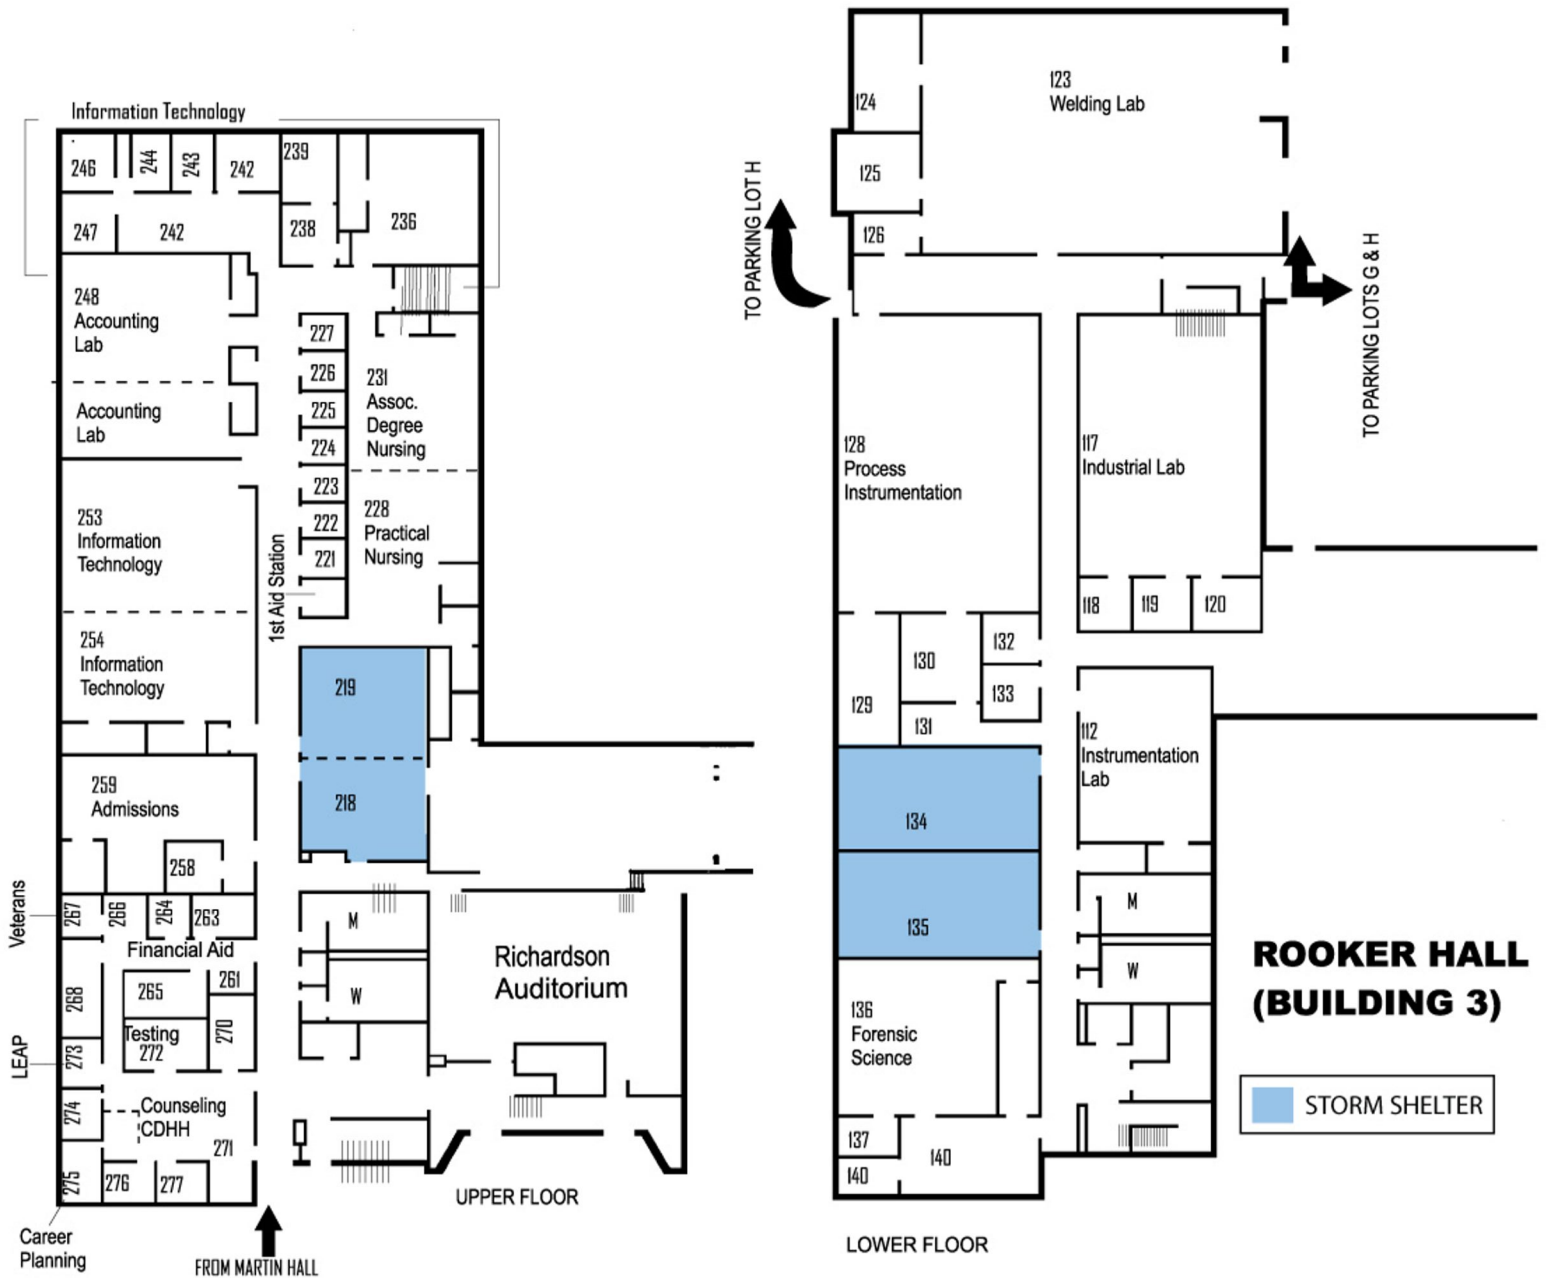 Information Technology
246
244
243
242
239
247
242
238
236
248
Accounting
Lab
227
226
231
Assoc.
Degree
Nursing
Accounting
Lab
225
224
223
253
Information
Technology
222
228
Practical
Nursing
221
1st Aid Station
254
Information
Technology
219
259
Admissions
218
258
Veterans
267
266
264
263
Financial Aid
M
Richardson
Auditorium
268
265
261
W
LEAP
273
Testing
272
270
274
Counseling
CDHH
271
275
276
277
Career
Planning
FROM MARTIN HALL
UPPER FLOOR
124
123
Welding Lab
125
126
TO PARKING LOT H
TO PARKING LOTS G & H
128
Process
Instrumentation
117
Industrial Lab
118
119
120
129
130
132
133
131
112
Instrumentation
Lab
134
135
M
W
136
Forensic
Science
137
140
140
LOWER FLOOR
ROOKER HALL
(BUILDING 3)
STORM SHELTER